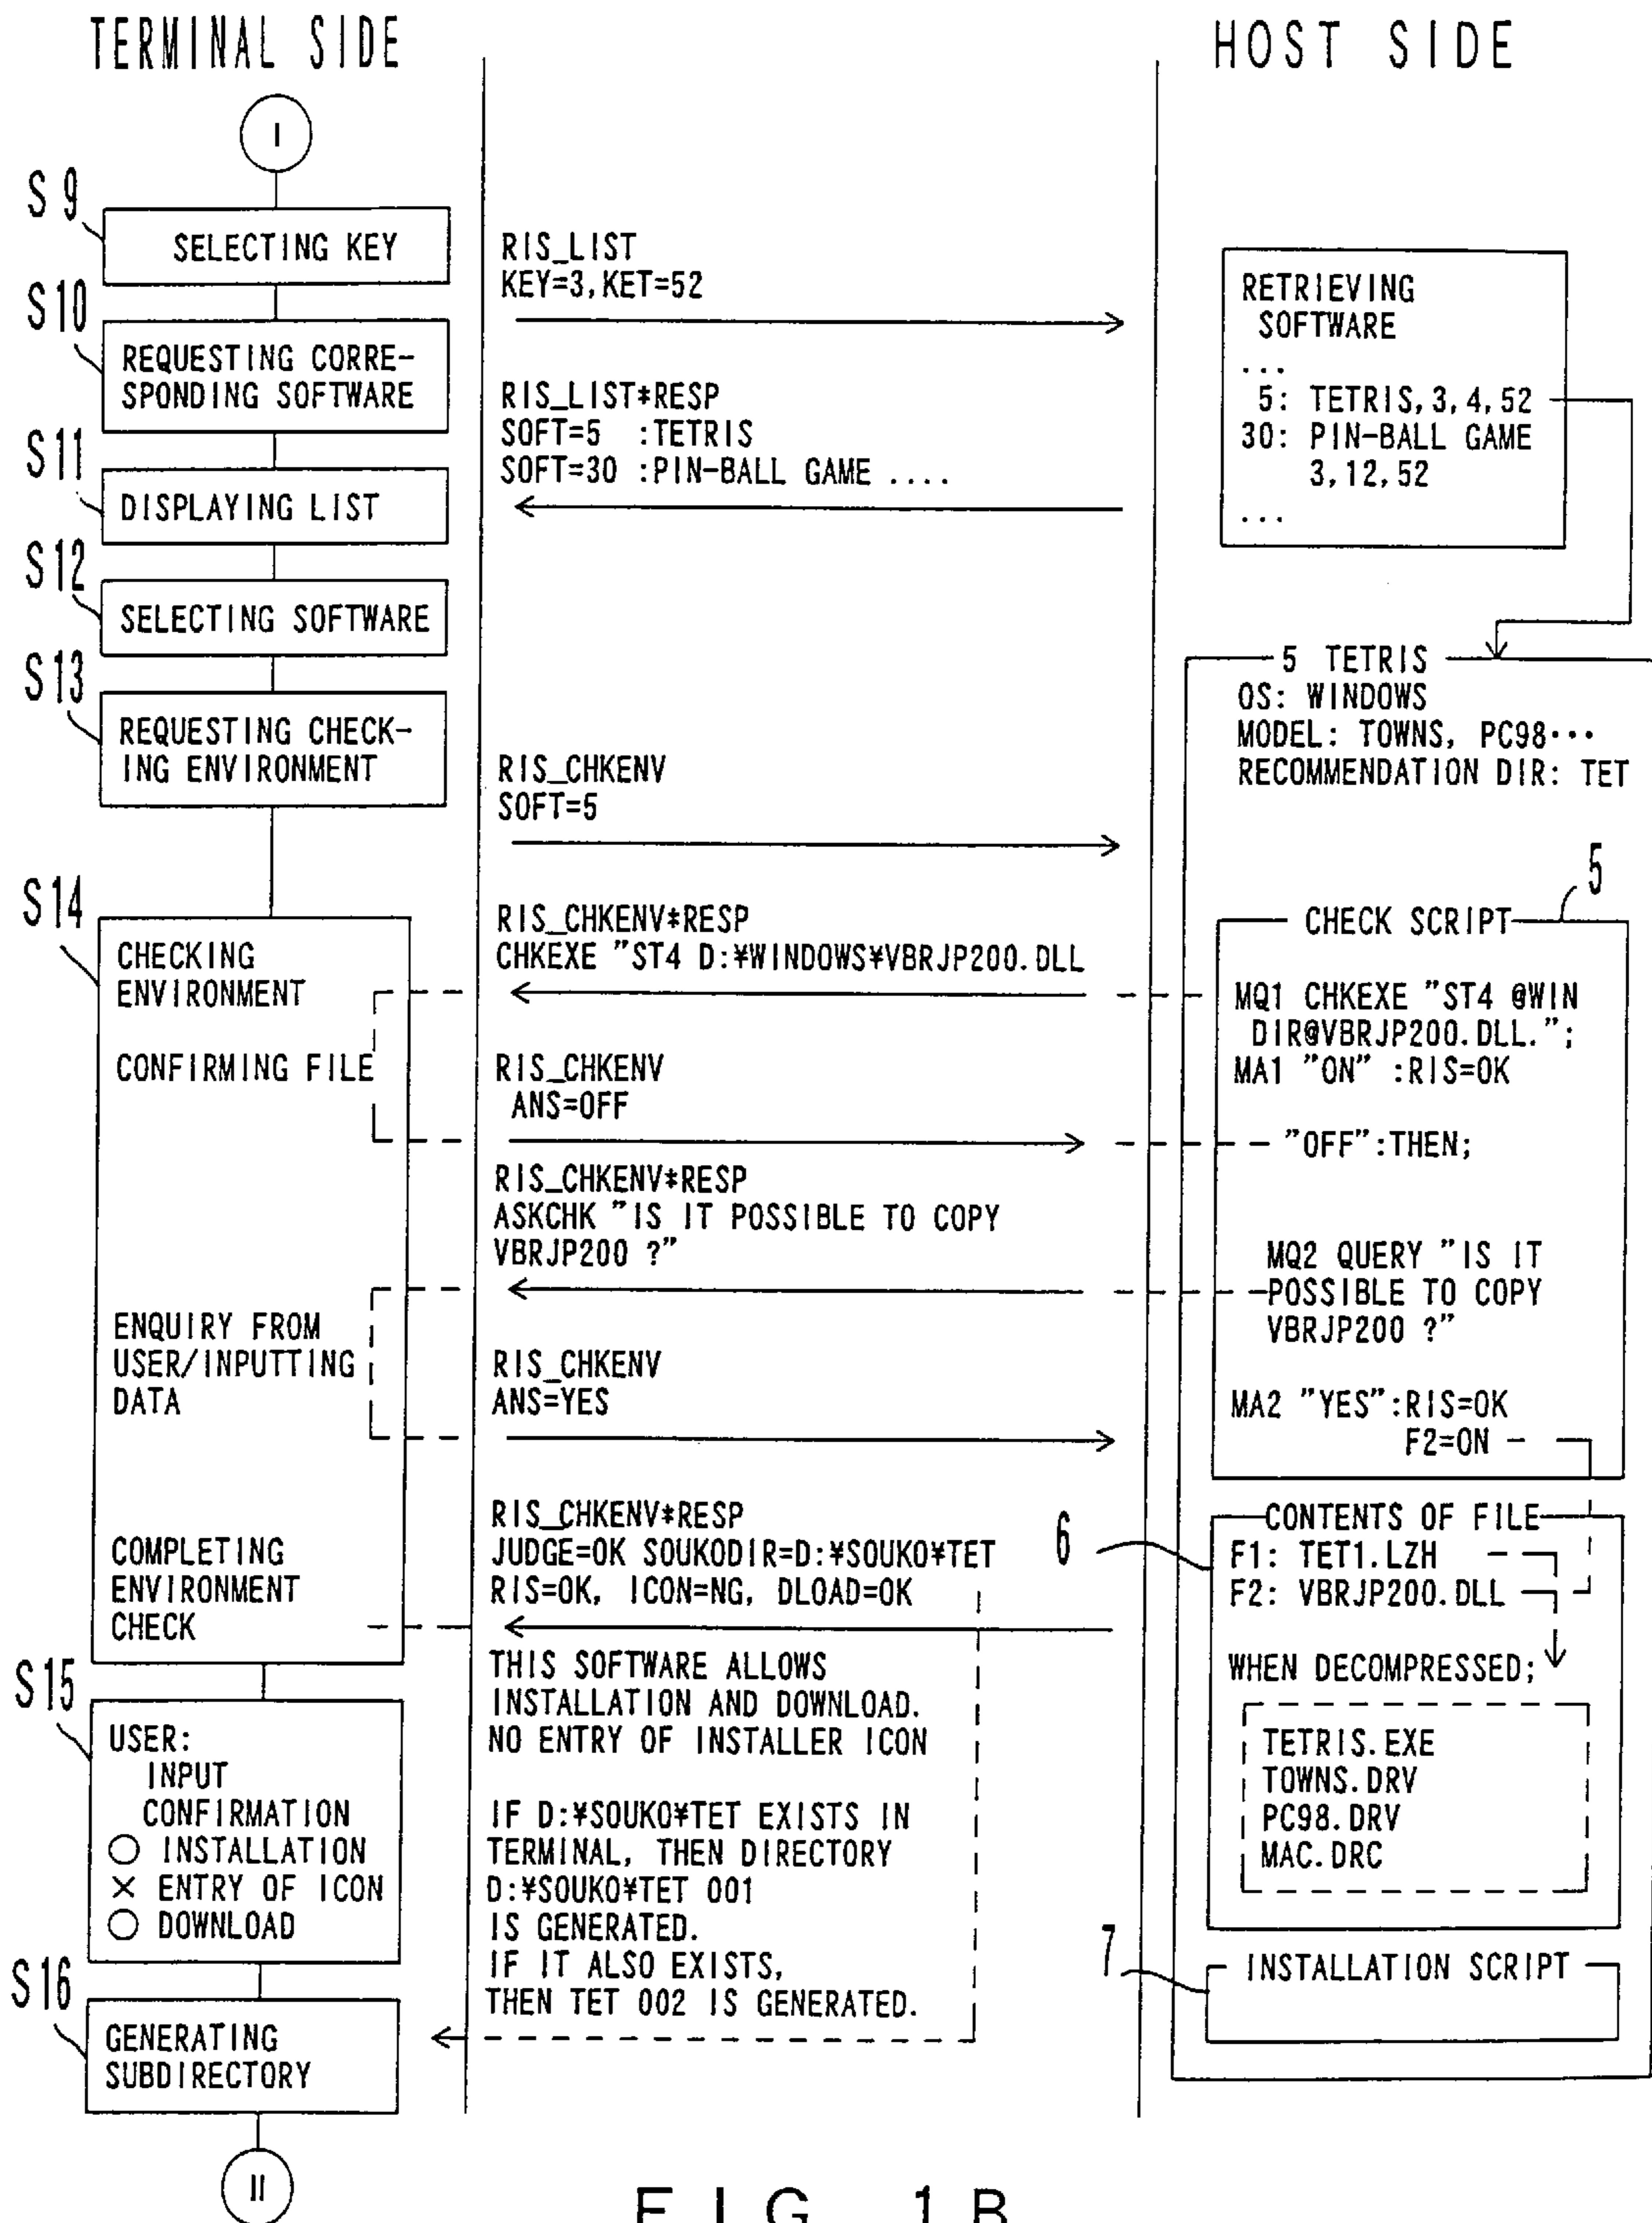 TERMINAL SIDE
HOST SIDE
I
S9
SELECTING KEY
S10
REQUESTING CORRE-
SPONDING SOFTWARE
S11
DISPLAYING LIST
S12
SELECTING SOFTWARE
S13
REQUESTING CHECK-
ING ENVIRONMENT
S14
CHECKING
ENVIRONMENT
CONFIRMING FILE
ENQUIRY FROM
USER/INPUTTING
DATA
COMPLETING
ENVIRONMENT
CHECK
S15
USER:
INPUT
CONFIRMATION
○ INSTALLATION
× ENTRY OF ICON
○ DOWNLOAD
S16
GENERATING
SUBDIRECTORY
II
RIS_LIST
KEY=3,KET=52
RIS_LIST*RESP
SOFT=5 :TETRIS
SOFT=30 :PIN-BALL GAME ....
RIS_CHKENV
SOFT=5
RIS_CHKENV*RESP
CHKEXE "ST4 D:¥WINDOWS¥VBRJP200.DLL
RIS_CHKENV
ANS=OFF
RIS_CHKENV*RESP
ASKCHK "IS IT POSSIBLE TO COPY
VBRJP200 ?"
RIS_CHKENV
ANS=YES
RIS_CHKENV*RESP
JUDGE=OK SOUKODIR=D:¥SOUKO¥TET
RIS=OK, ICON=NG, DLOAD=OK
THIS SOFTWARE ALLOWS
INSTALLATION AND DOWNLOAD.
NO ENTRY OF INSTALLER ICON
IF D:¥SOUKO¥TET EXISTS IN
TERMINAL, THEN DIRECTORY
D:¥SOUKO¥TET 001
IS GENERATED.
IF IT ALSO EXISTS,
THEN TET 002 IS GENERATED.
RETRIEVING
SOFTWARE
...
5: TETRIS,3,4,52
30: PIN-BALL GAME
3,12,52
...
5 TETRIS
OS: WINDOWS
MODEL: TOWNS, PC98···
RECOMMENDATION DIR: TET
5
CHECK SCRIPT
MQ1 CHKEXE "ST4 @WIN
DIR@VBRJP200.DLL.";
MA1 "ON" :RIS=OK
"OFF":THEN;
MQ2 QUERY "IS IT
POSSIBLE TO COPY
VBRJP200 ?"
MA2 "YES":RIS=OK
F2=ON
6
CONTENTS OF FILE
F1: TET1.LZH
F2: VBRJP200.DLL
WHEN DECOMPRESSED;
TETRIS.EXE
TOWNS.DRV
PC98.DRV
MAC.DRC
7
INSTALLATION SCRIPT
FIG. 1B